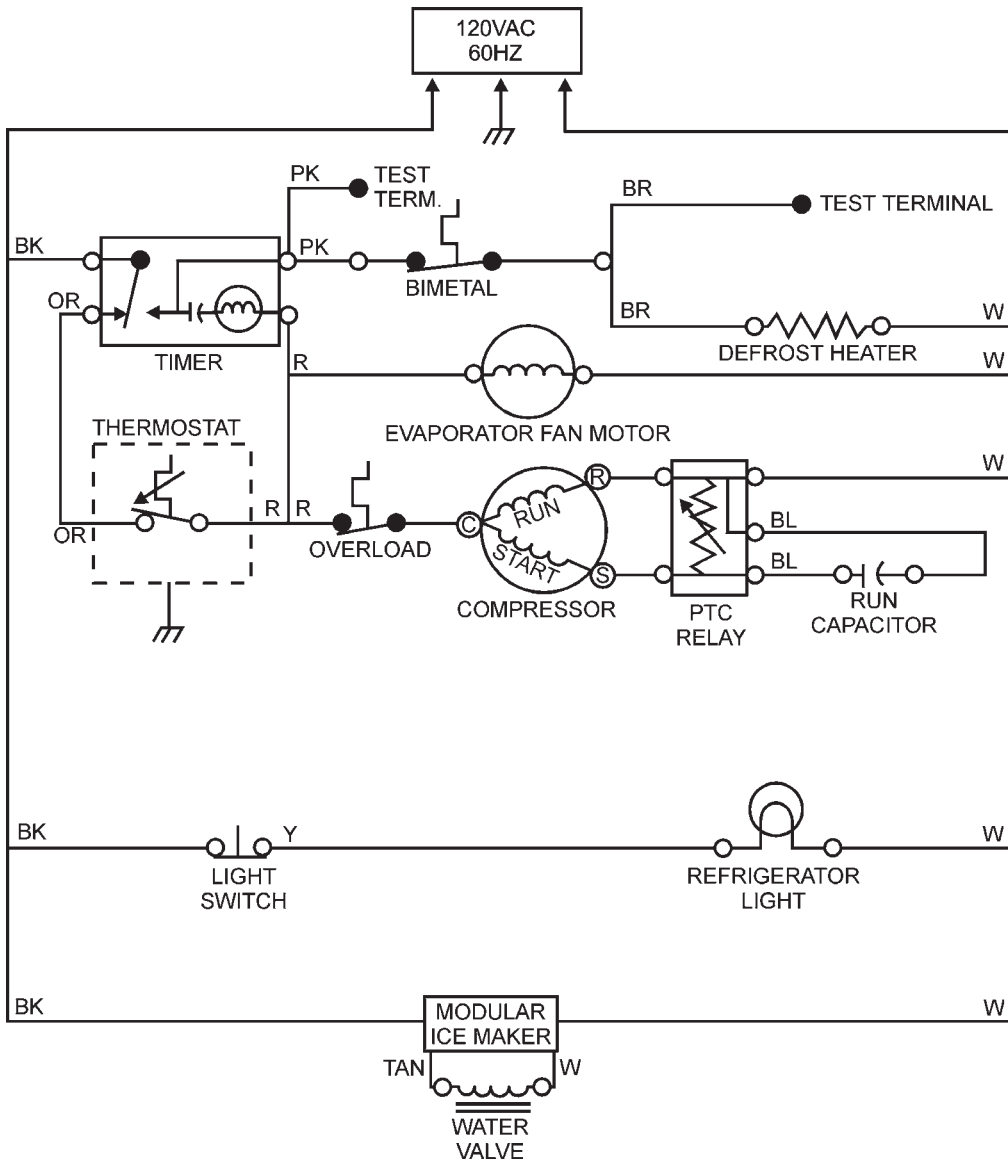 120VAC
60HZ
PK
TEST
TERM.
BR
TEST TERMINAL
BK
PK
BIMETAL
OR
BR
W
DEFROST HEATER
TIMER
R
W
EVAPORATOR FAN MOTOR
THERMOSTAT
R
W
RUN
BL
OR
R R
OVERLOAD
C
START
S
BL
COMPRESSOR
PTC
RELAY
RUN
CAPACITOR
BK
Y
W
LIGHT
SWITCH
REFRIGERATOR
LIGHT
BK
MODULAR
ICE MAKER
W
TAN
W
WATER
VALVE